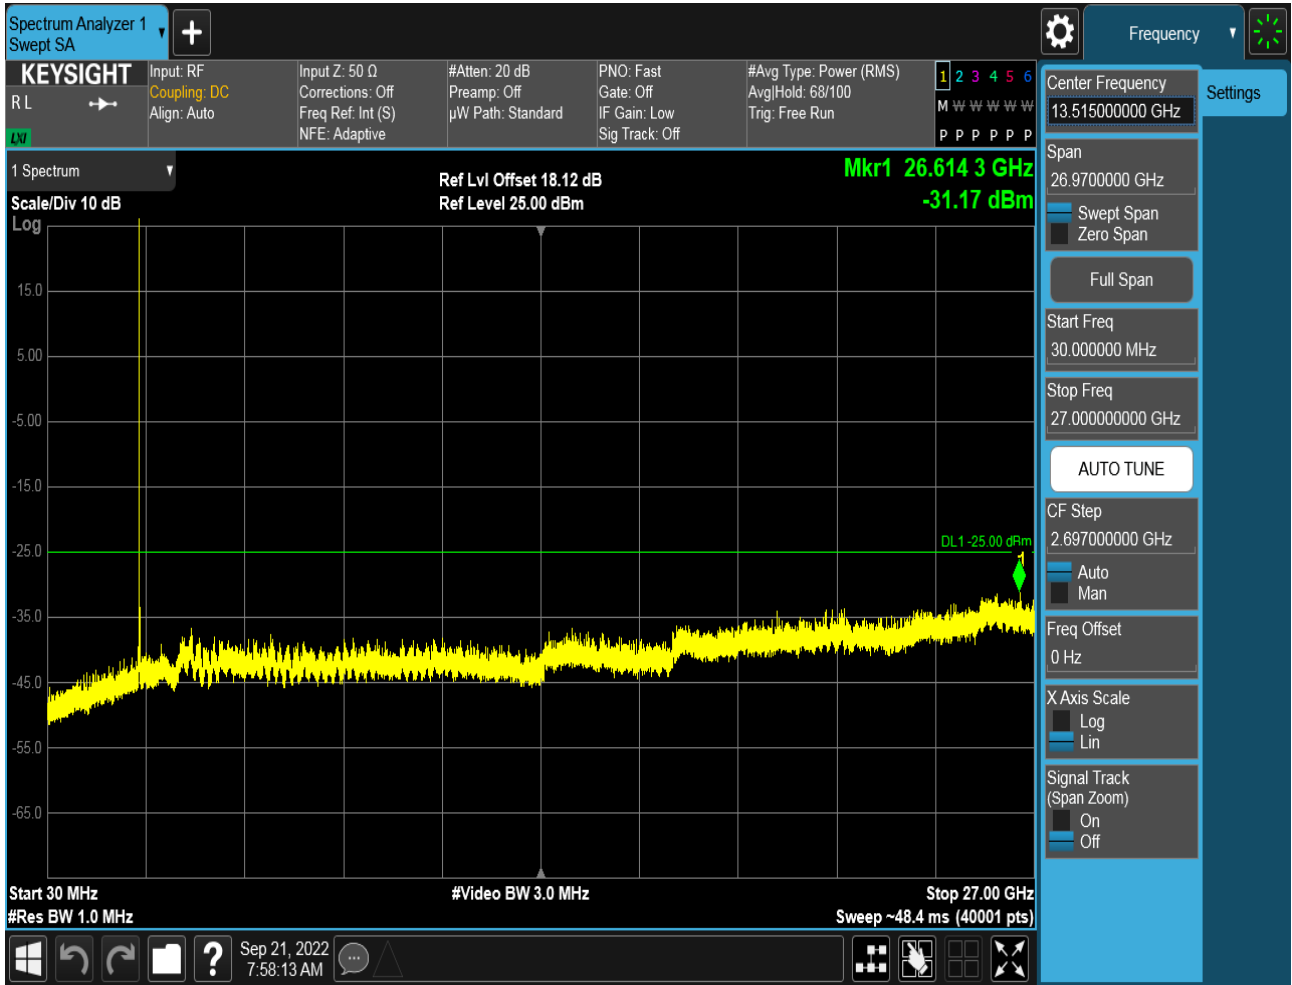 Spectrum Analyzer 1
Swept SA
+
Frequency
KEYSIGHT
R L
LXI
Input: RF
Coupling: DC
Align: Auto
Input Z: 50 Ω
Corrections: Off
Freq Ref: Int (S)
NFE: Adaptive
#Atten: 20 dB
Preamp: Off
µW Path: Standard
PNO: Fast
Gate: Off
IF Gain: Low
Sig Track: Off
#Avg Type: Power (RMS)
Avg|Hold: 68/100
Trig: Free Run
1 2 3 4 5 6
M W W W W W
P P P P P P
1 Spectrum
Scale/Div 10 dB
Log
Ref Lvl Offset 18.12 dB
Ref Level 25.00 dBm
Mkr1 26.614 3 GHz
-31.17 dBm
15.0
5.00
-5.00
-15.0
-25.0
-35.0
-45.0
-55.0
-65.0
DL1 -25.00 dBm
1
Start 30 MHz
#Res BW 1.0 MHz
#Video BW 3.0 MHz
Stop 27.00 GHz
Sweep ~48.4 ms (40001 pts)
Center Frequency
13.515000000 GHz
Span
26.9700000 GHz
Swept Span
Zero Span
Full Span
Start Freq
30.000000 MHz
Stop Freq
27.000000000 GHz
AUTO TUNE
CF Step
2.697000000 GHz
Auto
Man
Freq Offset
0 Hz
X Axis Scale
Log
Lin
Signal Track
(Span Zoom)
On
Off
Settings
?
Sep 21, 2022
7:58:13 AM